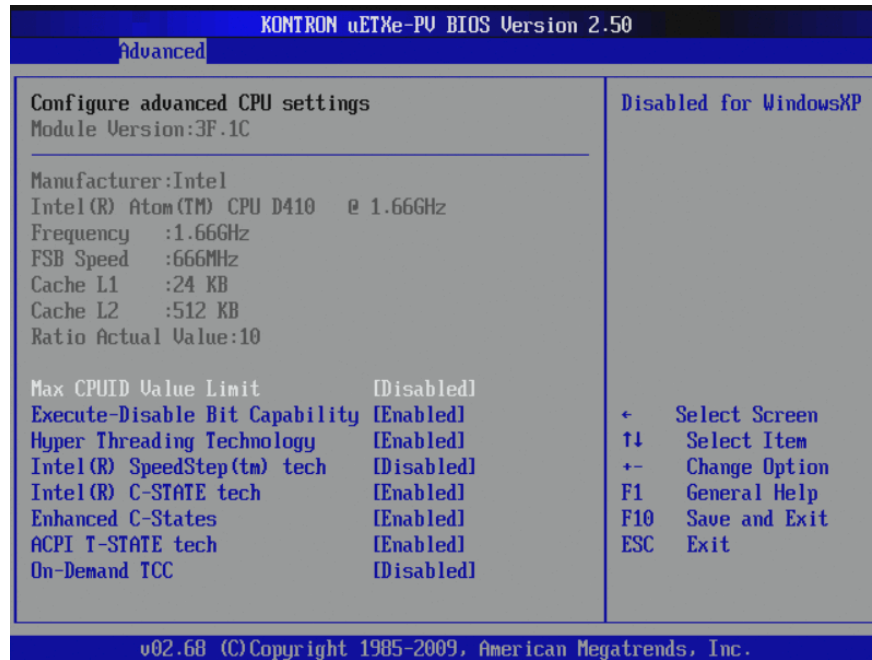 KONTRON uETXe-PV BIOS Version 2.50
Advanced
Configure advanced CPU settings
Module Version:3F.1C
Manufacturer:Intel
Intel(R) Atom(TM) CPU D410 @ 1.66GHz
Frequency :1.66GHz
FSB Speed :666MHz
Cache L1 :24 KB
Cache L2 :512 KB
Ratio Actual Value:10
Max CPUID Value Limit [Disabled]
Execute-Disable Bit Capability [Enabled]
Hyper Threading Technology [Enabled]
Intel(R) SpeedStep(tm) tech [Disabled]
Intel(R) C-STATE tech [Enabled]
Enhanced C-States [Enabled]
ACPI T-STATE tech [Enabled]
On-Demand TCC [Disabled]
Disabled for WindowsXP
← Select Screen
↑↓ Select Item
+- Change Option
F1 General Help
F10 Save and Exit
ESC Exit
v02.68 (C)Copyright 1985-2009, American Megatrends, Inc.